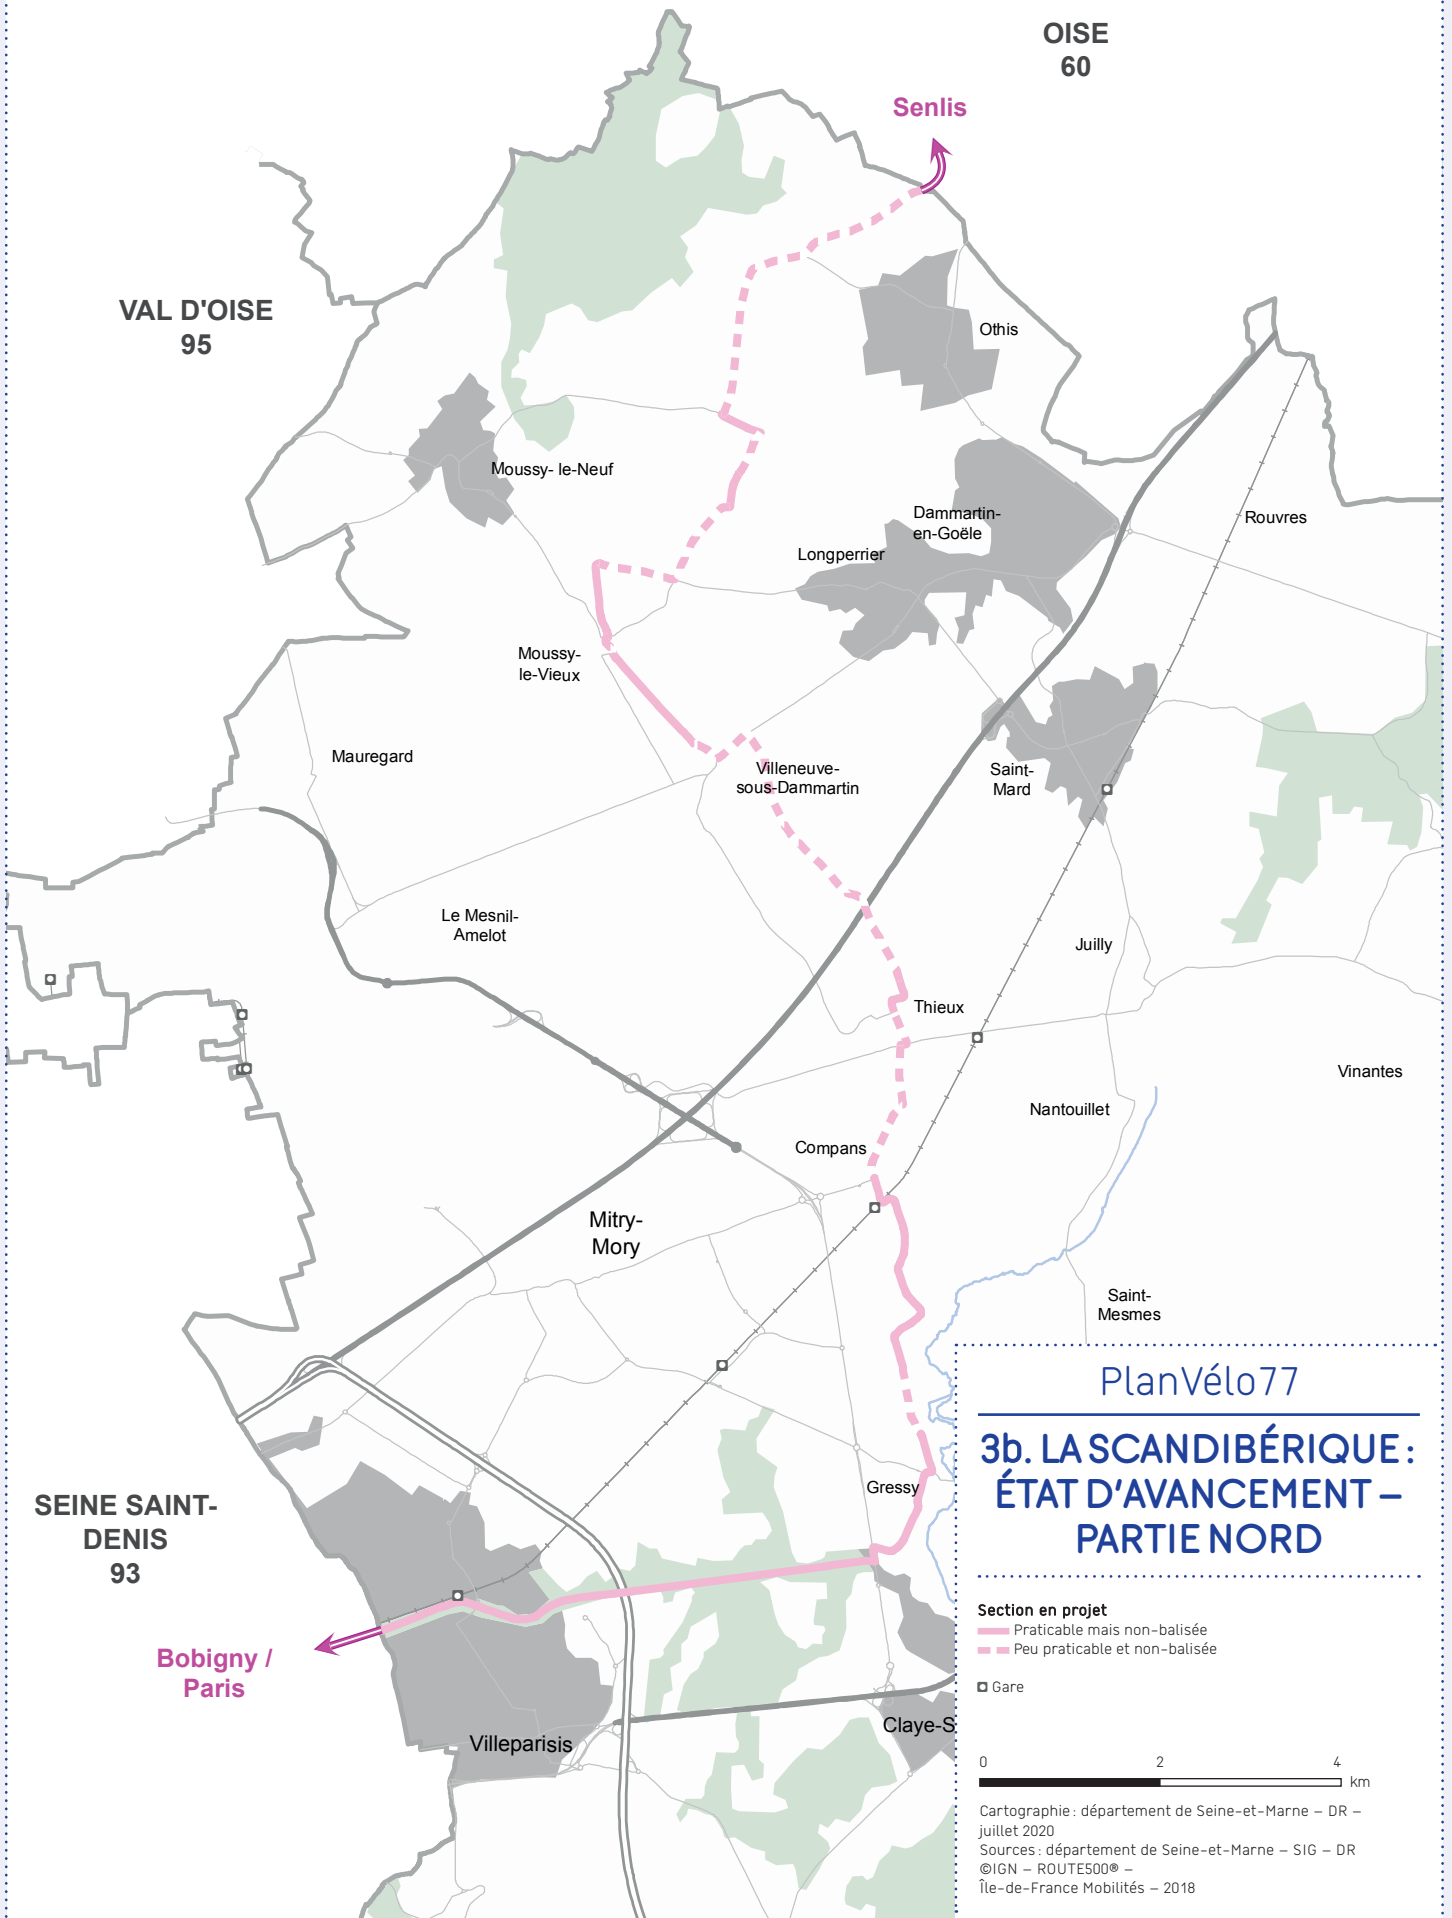 OISE
60
Senlis
VAL D'OISE
95
Othis
Moussy- le-Neuf
Dammartin-
en-Goële
Rouvres
Longperrier
Moussy-
le-Vieux
Mauregard
Villeneuve-
sous-Dammartin
Saint-
Mard
Le Mesnil-
Amelot
Juilly
Thieux
Vinantes
Nantouillet
Compans
Mitry-
Mory
Saint-
Mesmes
Gressy
SEINE SAINT-
DENIS
93
Bobigny /
Paris
Villeparisis
Claye-S
PlanVélo77
3b. LA SCANDIBÉRIQUE :
ÉTAT D'AVANCEMENT –
PARTIE NORD
Section en projet
Praticable mais non-balisée
Peu praticable et non-balisée
Gare
0 2 4
km
Cartographie : département de Seine-et-Marne – DR –
juillet 2020
Sources : département de Seine-et-Marne – SIG – DR
©IGN – ROUTE500® –
Île-de-France Mobilités – 2018